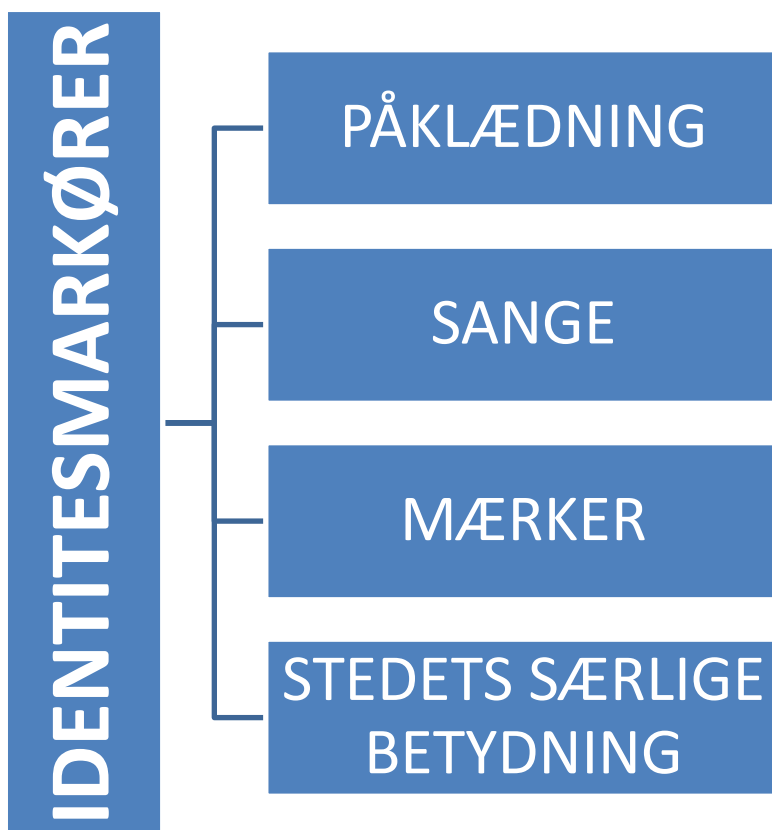 IDENTITESMARKØRER
PÅKLÆDNING
SANGE
MÆRKER
STEDETS SÆRLIGE
BETYDNING